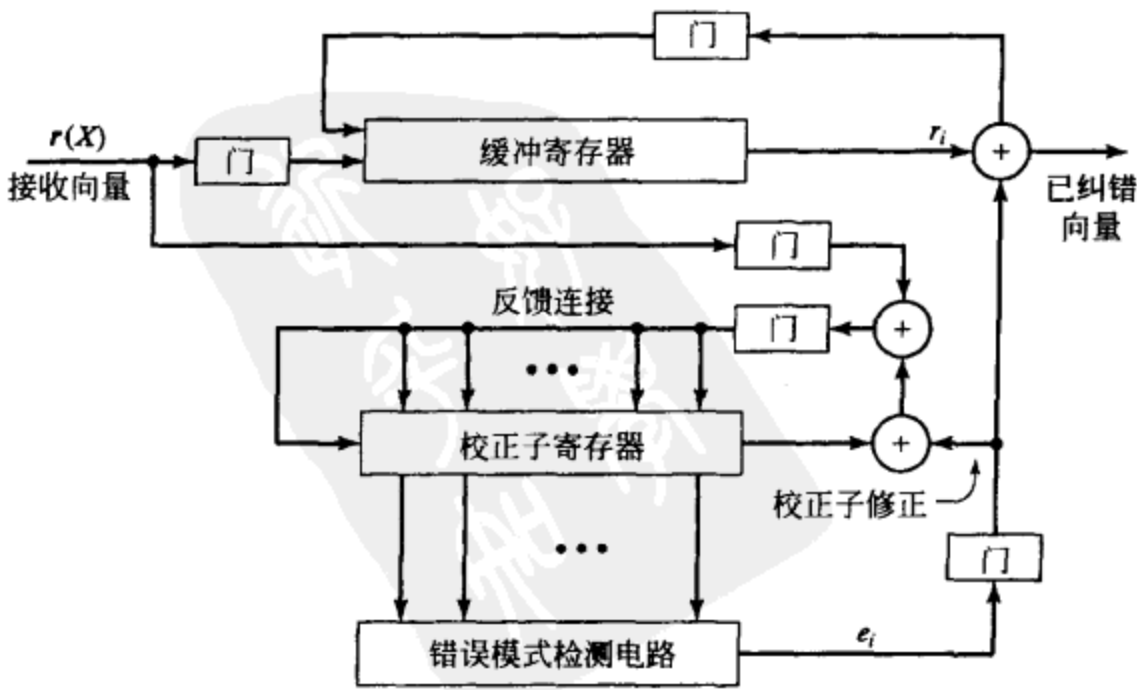 门
r(X)
接收向量
门
缓冲寄存器
r_i
+
已纠错
向量
门
反馈连接
门
+
•••
校正子寄存器
+
校正子修正
•••
门
错误模式检测电路
e_i